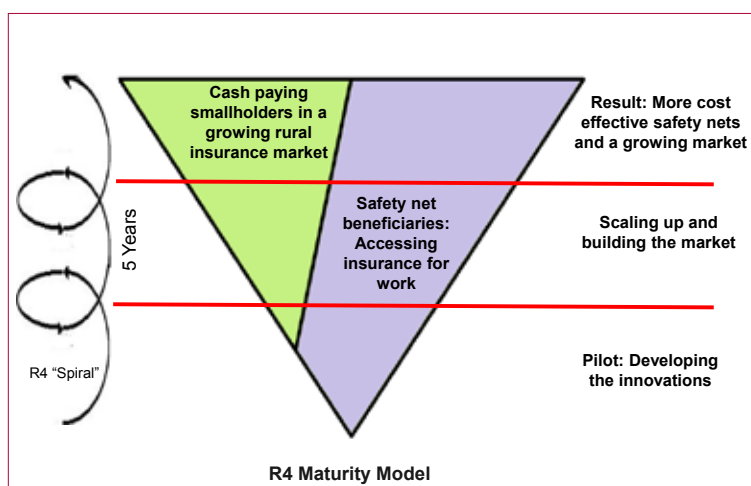 Cash paying
smallholders in a
growing rural
insurance market
Result: More cost
effective safety nets
and a growing market
Safety net
beneficiaries:
Accessing
insurance for
work
Scaling up and
building the market
5 Years
R4 “Spiral”
Pilot: Developing
the innovations
R4 Maturity Model